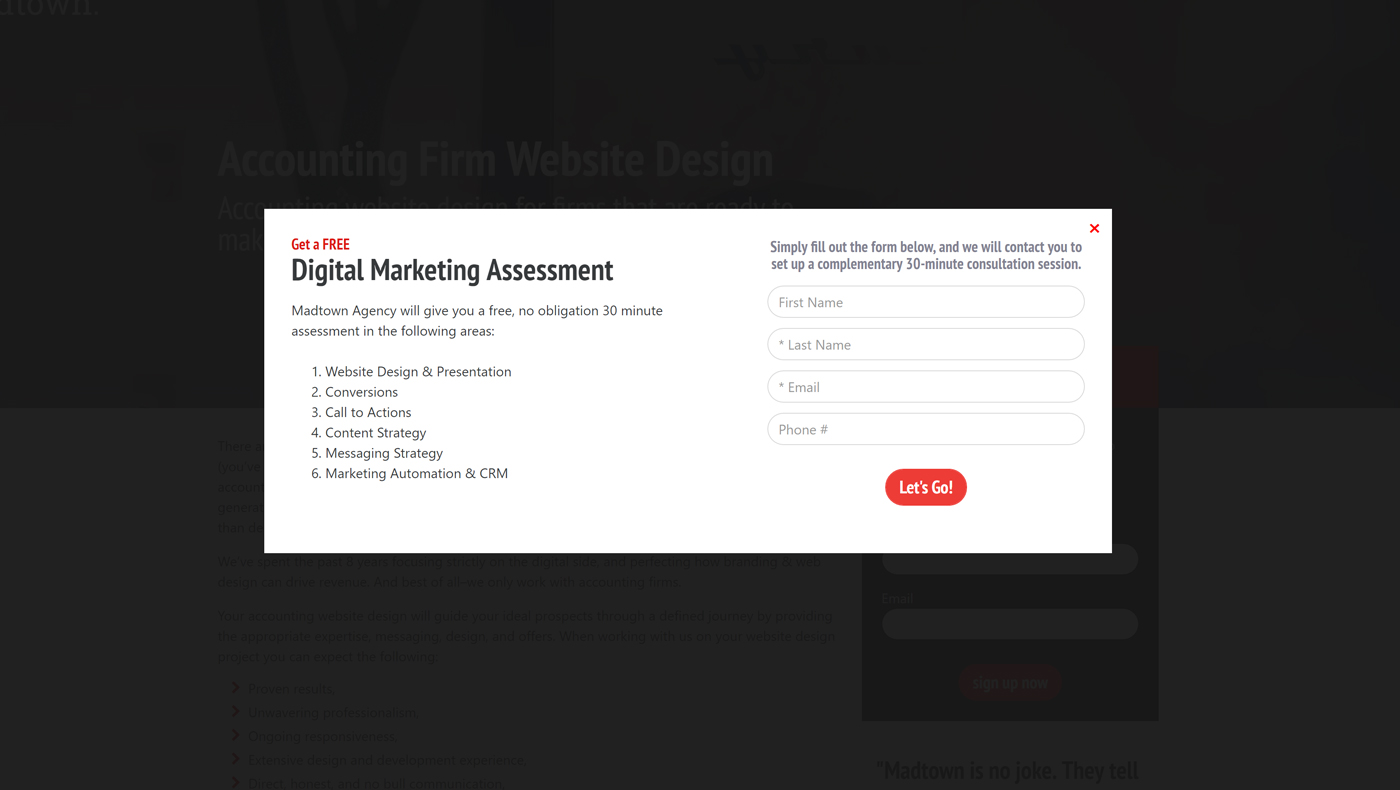 dtown.
Accounting Firm Website Design
Accounting website design for firms that are ready to
mak
Get a FREE
Digital Marketing Assessment
Madtown Agency will give you a free, no obligation 30 minute
assessment in the following areas:
1. Website Design & Presentation
2. Conversions
3. Call to Actions
4. Content Strategy
5. Messaging Strategy
6. Marketing Automation & CRM
×
Simply fill out the form below, and we will contact you to
set up a complementary 30-minute consultation session.
First Name
* Last Name
* Email
Phone #
Let's Go!
There a
(you've
accoun
genera
than de
We've spent the past 8 years focusing strictly on the digital side, and perfecting how branding & web
design can drive revenue. And best of all–we only work with accounting firms.
Your accounting website design will guide your ideal prospects through a defined journey by providing
the appropriate expertise, messaging, design, and offers. When working with us on your website design
project you can expect the following:
Proven results.
Unwavering professionalism.
Ongoing responsiveness.
Extensive design and development experience.
Direct, honest, and no bull communication.
Email
sign up now
"Madtown is no joke. They tell